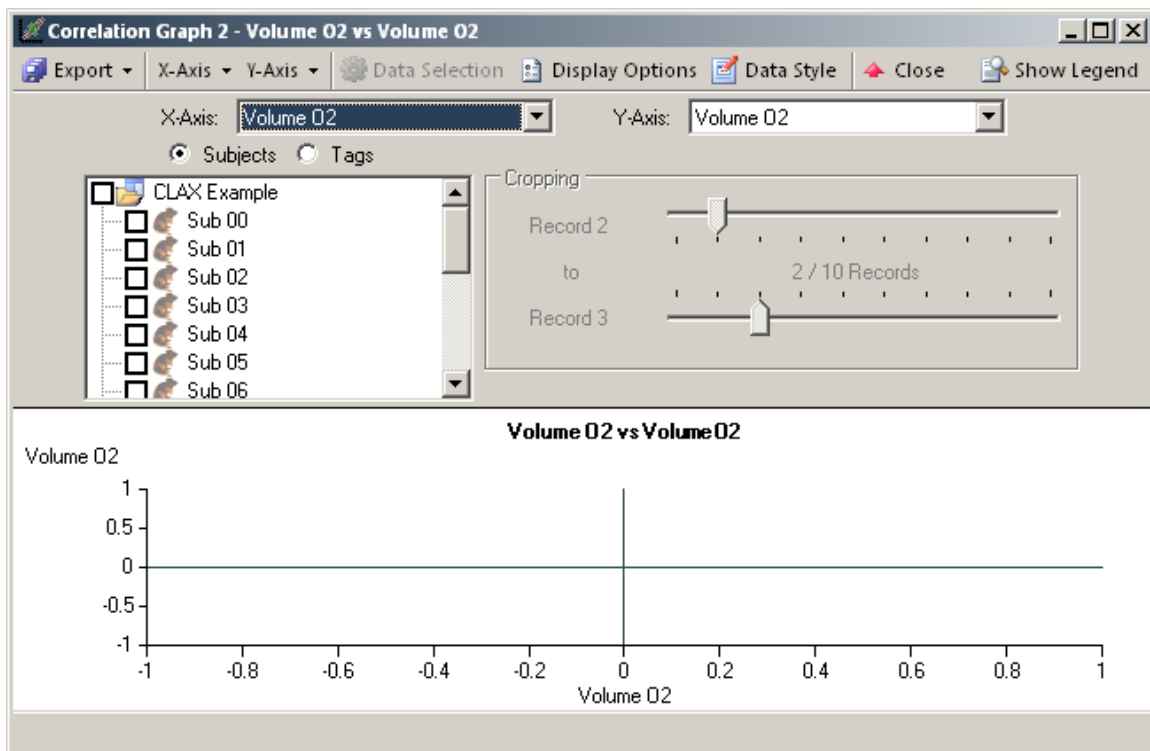 Correlation Graph 2 - Volume O2 vs Volume O2
Export X-Axis Y-Axis Data Selection Display Options Data Style Close Show Legend
X-Axis: Volume O2 Y-Axis: Volume O2
Subjects Tags
CLAX Example
Sub 00
Sub 01
Sub 02
Sub 03
Sub 04
Sub 05
Sub 06
Cropping
Record 2
to 2 / 10 Records
Record 3
Volume O2 vs Volume O2
Volume O2
1
0.5
0
-0.5
-1
-1 -0.8 -0.6 -0.4 -0.2 0 0.2 0.4 0.6 0.8 1
Volume O2